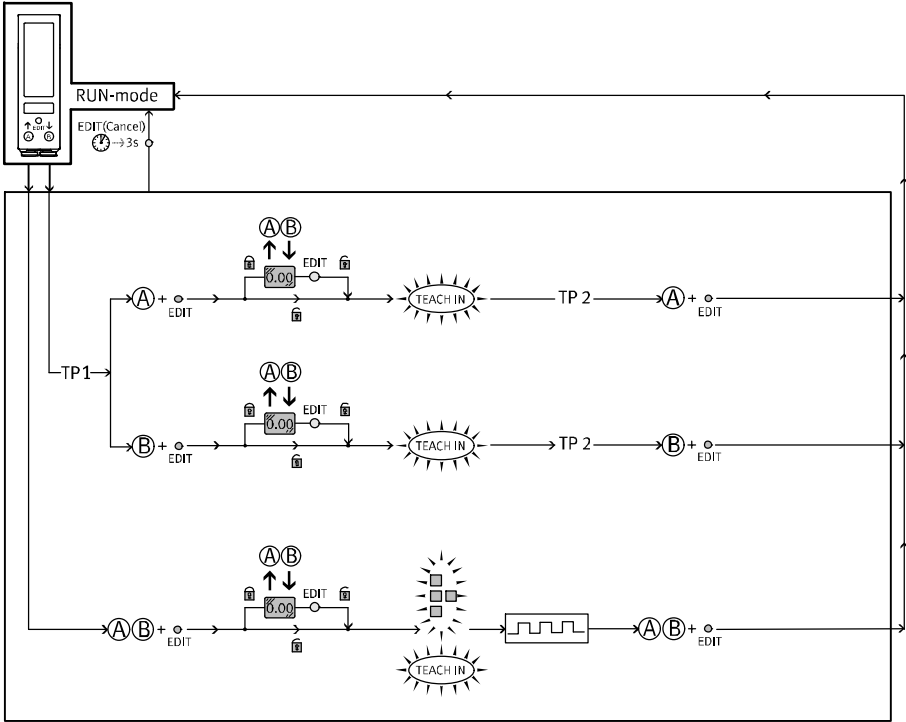 RUN-mode
EDIT
A B
EDIT(Cancel)
3s
A B
EDIT
0.00
A + EDIT
TEACH IN
TP 2
A + EDIT
TP1
A B
EDIT
0.00
B + EDIT
TEACH IN
TP 2
B + EDIT
A B
EDIT
0.00
A B + EDIT
TEACH IN
A B + EDIT